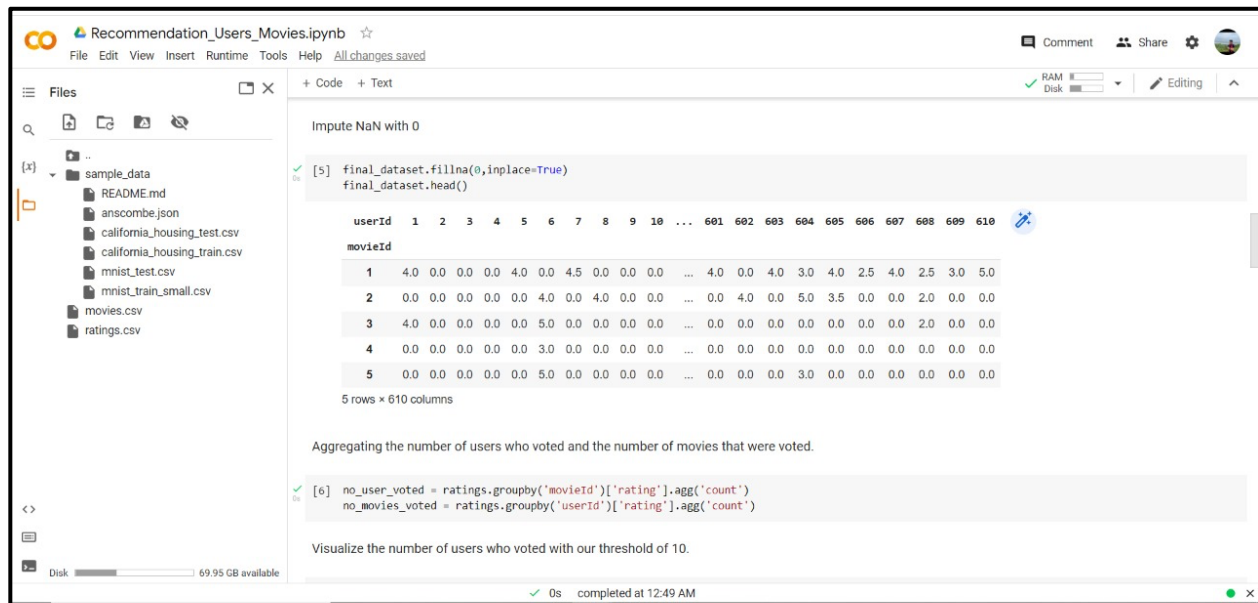 Recommendation_Users_Movies.ipynb
File Edit View Insert Runtime Tools Help All changes saved
Comment Share
Files
+ Code + Text
RAM
Disk
Editing
Impute NaN with 0
{x}
..
sample_data
README.md
anscombe.json
california_housing_test.csv
california_housing_train.csv
mnist_test.csv
mnist_train_small.csv
movies.csv
ratings.csv
0s
[5] final_dataset.fillna(0,inplace=True)
final_dataset.head()
userId 1 2 3 4 5 6 7 8 9 10 ... 601 602 603 604 605 606 607 608 609 610
movieId
1 4.0 0.0 0.0 0.0 4.0 0.0 4.5 0.0 0.0 0.0 ... 4.0 0.0 4.0 3.0 4.0 2.5 4.0 2.5 3.0 5.0
2 0.0 0.0 0.0 0.0 0.0 4.0 0.0 4.0 0.0 0.0 ... 0.0 4.0 0.0 5.0 3.5 0.0 0.0 2.0 0.0 0.0
3 4.0 0.0 0.0 0.0 0.0 5.0 0.0 0.0 0.0 0.0 ... 0.0 0.0 0.0 0.0 0.0 0.0 0.0 2.0 0.0 0.0
4 0.0 0.0 0.0 0.0 0.0 3.0 0.0 0.0 0.0 0.0 ... 0.0 0.0 0.0 0.0 0.0 0.0 0.0 0.0 0.0 0.0
5 0.0 0.0 0.0 0.0 0.0 5.0 0.0 0.0 0.0 0.0 ... 0.0 0.0 0.0 3.0 0.0 0.0 0.0 0.0 0.0 0.0
5 rows × 610 columns
Aggregating the number of users who voted and the number of movies that were voted.
0s
[6] no_user_voted = ratings.groupby('movieId')['rating'].agg('count')
no_movies_voted = ratings.groupby('userId')['rating'].agg('count')
Visualize the number of users who voted with our threshold of 10.
Disk 69.95 GB available
0s completed at 12:49 AM